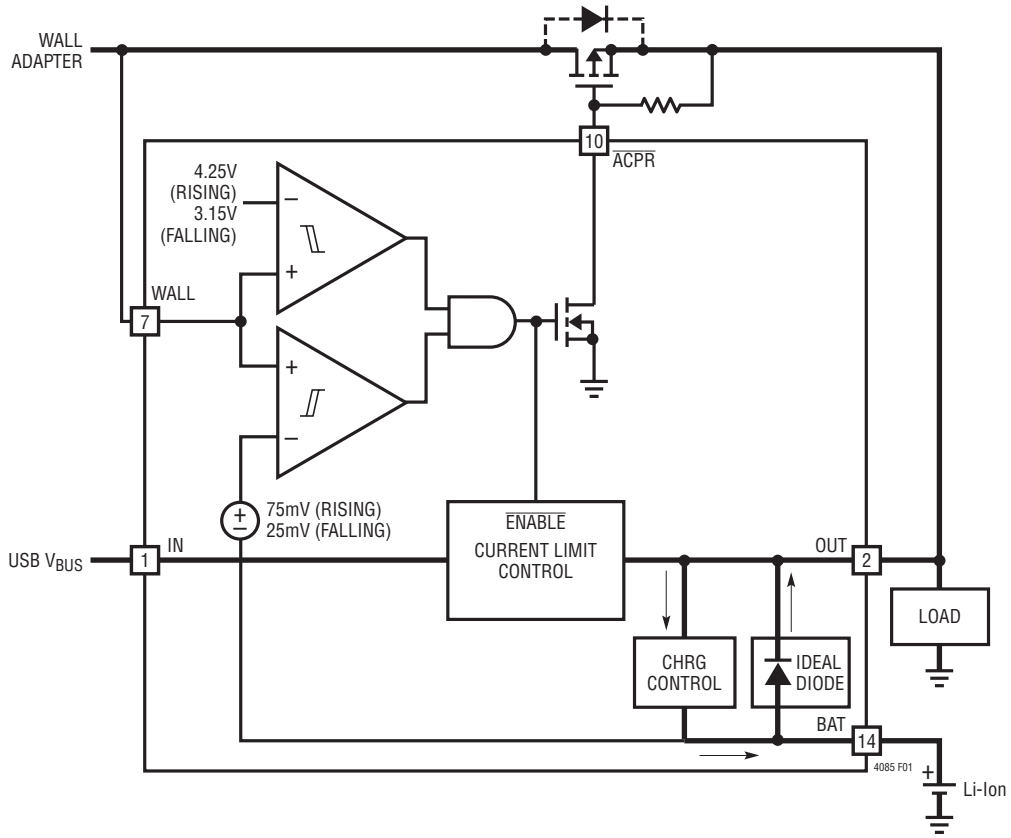 WALL
ADAPTER
10
ACPR
4.25V
(RISING)
3.15V
(FALLING)
–
+
WALL
7
+
–
+
–
75mV (RISING)
25mV (FALLING)
ENABLE
CURRENT LIMIT
CONTROL
USB VBUS
1
IN
OUT
2
LOAD
CHRG
CONTROL
IDEAL
DIODE
BAT
14
4085 F01
+
Li-Ion